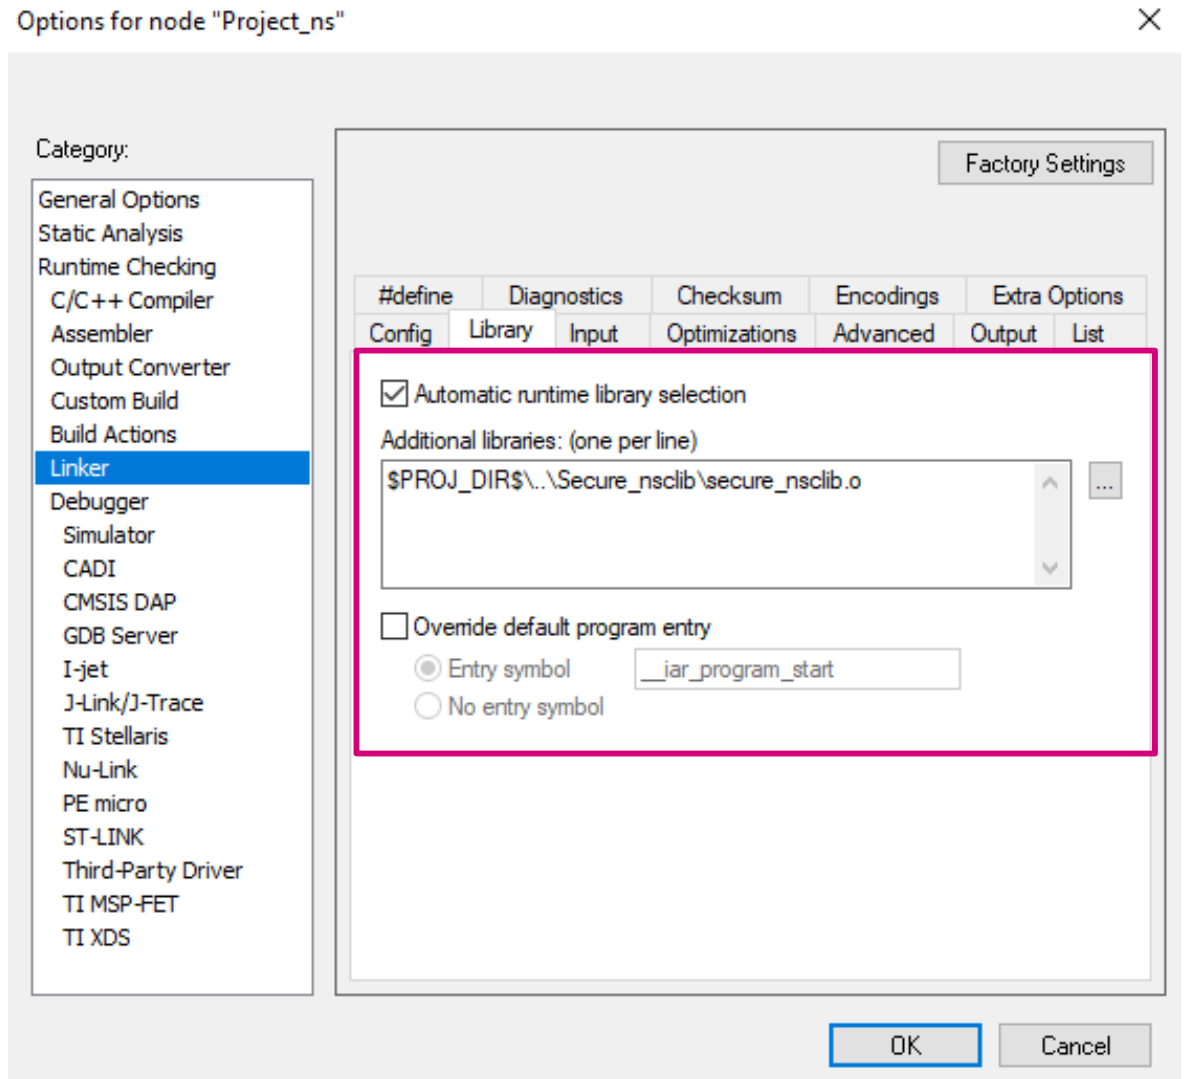 Options for node "Project_ns"
Category:
General Options
Static Analysis
Runtime Checking
C/C++ Compiler
Assembler
Output Converter
Custom Build
Build Actions
Linker
Debugger
Simulator
CADI
CMSIS DAP
GDB Server
I-jet
J-Link/J-Trace
TI Stellaris
Nu-Link
PE micro
ST-LINK
Third-Party Driver
TI MSP-FET
TI XDS
Factory Settings
#define Diagnostics Checksum Encodings Extra Options
Config Library Input Optimizations Advanced Output List
Automatic runtime library selection
Additional libraries: (one per line)
$PROJ_DIR$\..\Secure_nsclib\secure_nsclib.o
...
Override default program entry
Entry symbol __iar_program_start
No entry symbol
OK Cancel